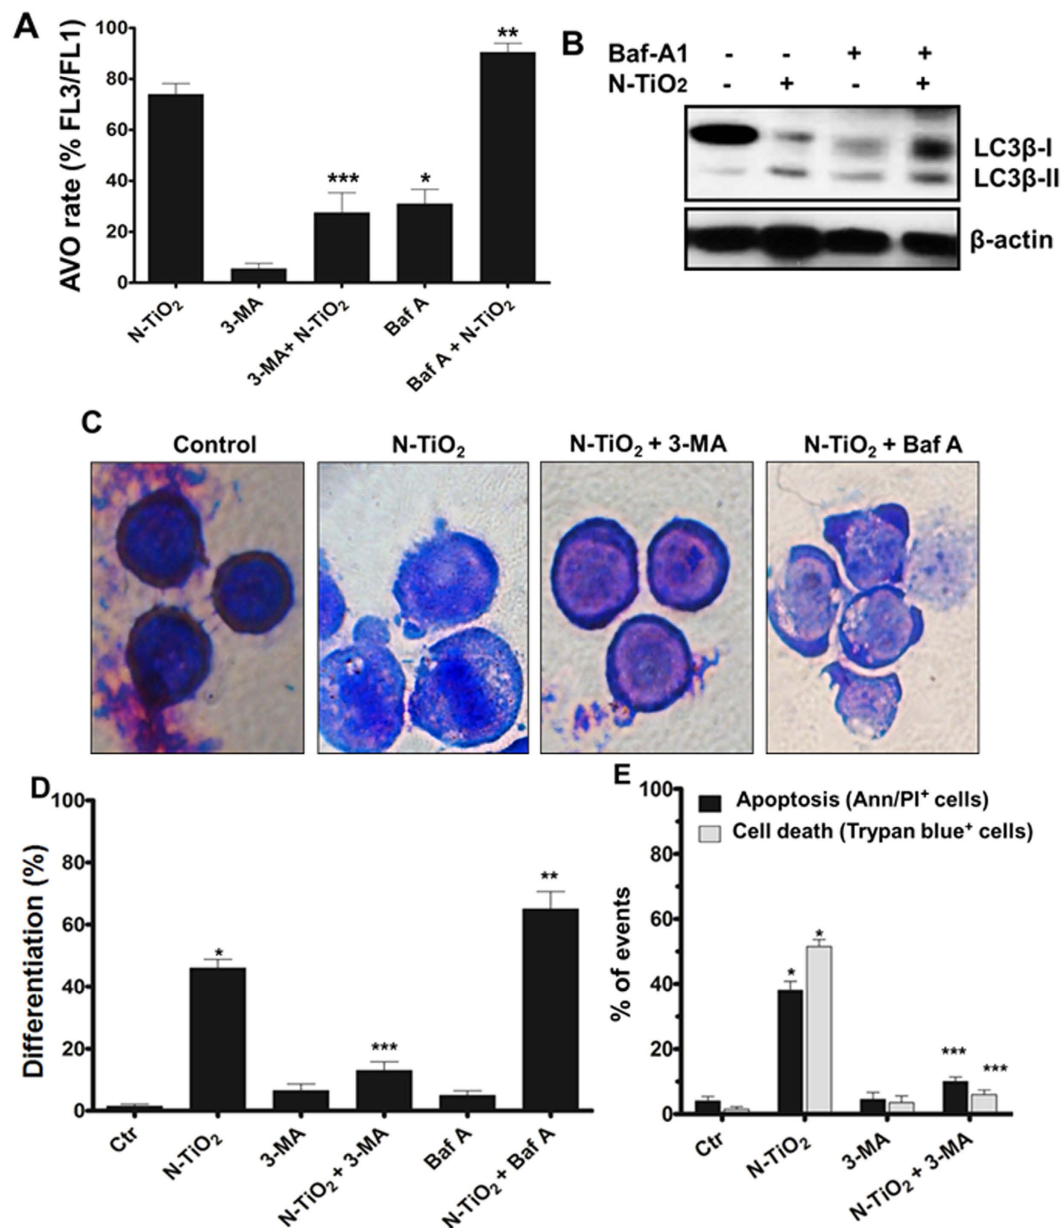 A
AVO rate (% FL3/FL1)
100
80
60
40
20
0
***
*
**
N-TiO₂
3-MA
3-MA+ N-TiO₂
Baf A
Baf A + N-TiO₂
B
Baf-A1 - - + +
N-TiO2 - + - +
LC3β-I
LC3β-II
β-actin
C
Control
N-TiO₂
N-TiO₂ + 3-MA
N-TiO₂ + Baf A
D
Differentiation (%)
100
80
60
40
20
0
*
***
**
Ctr
N-TiO₂
3-MA
N-TiO₂ + 3-MA
Baf A
N-TiO₂ + Baf A
E
% of events
100
80
60
40
20
0
Apoptosis (Ann/PI⁺ cells)
Cell death (Trypan blue⁺ cells)
*
*
***
***
Ctr
N-TiO₂
3-MA
N-TiO₂ + 3-MA